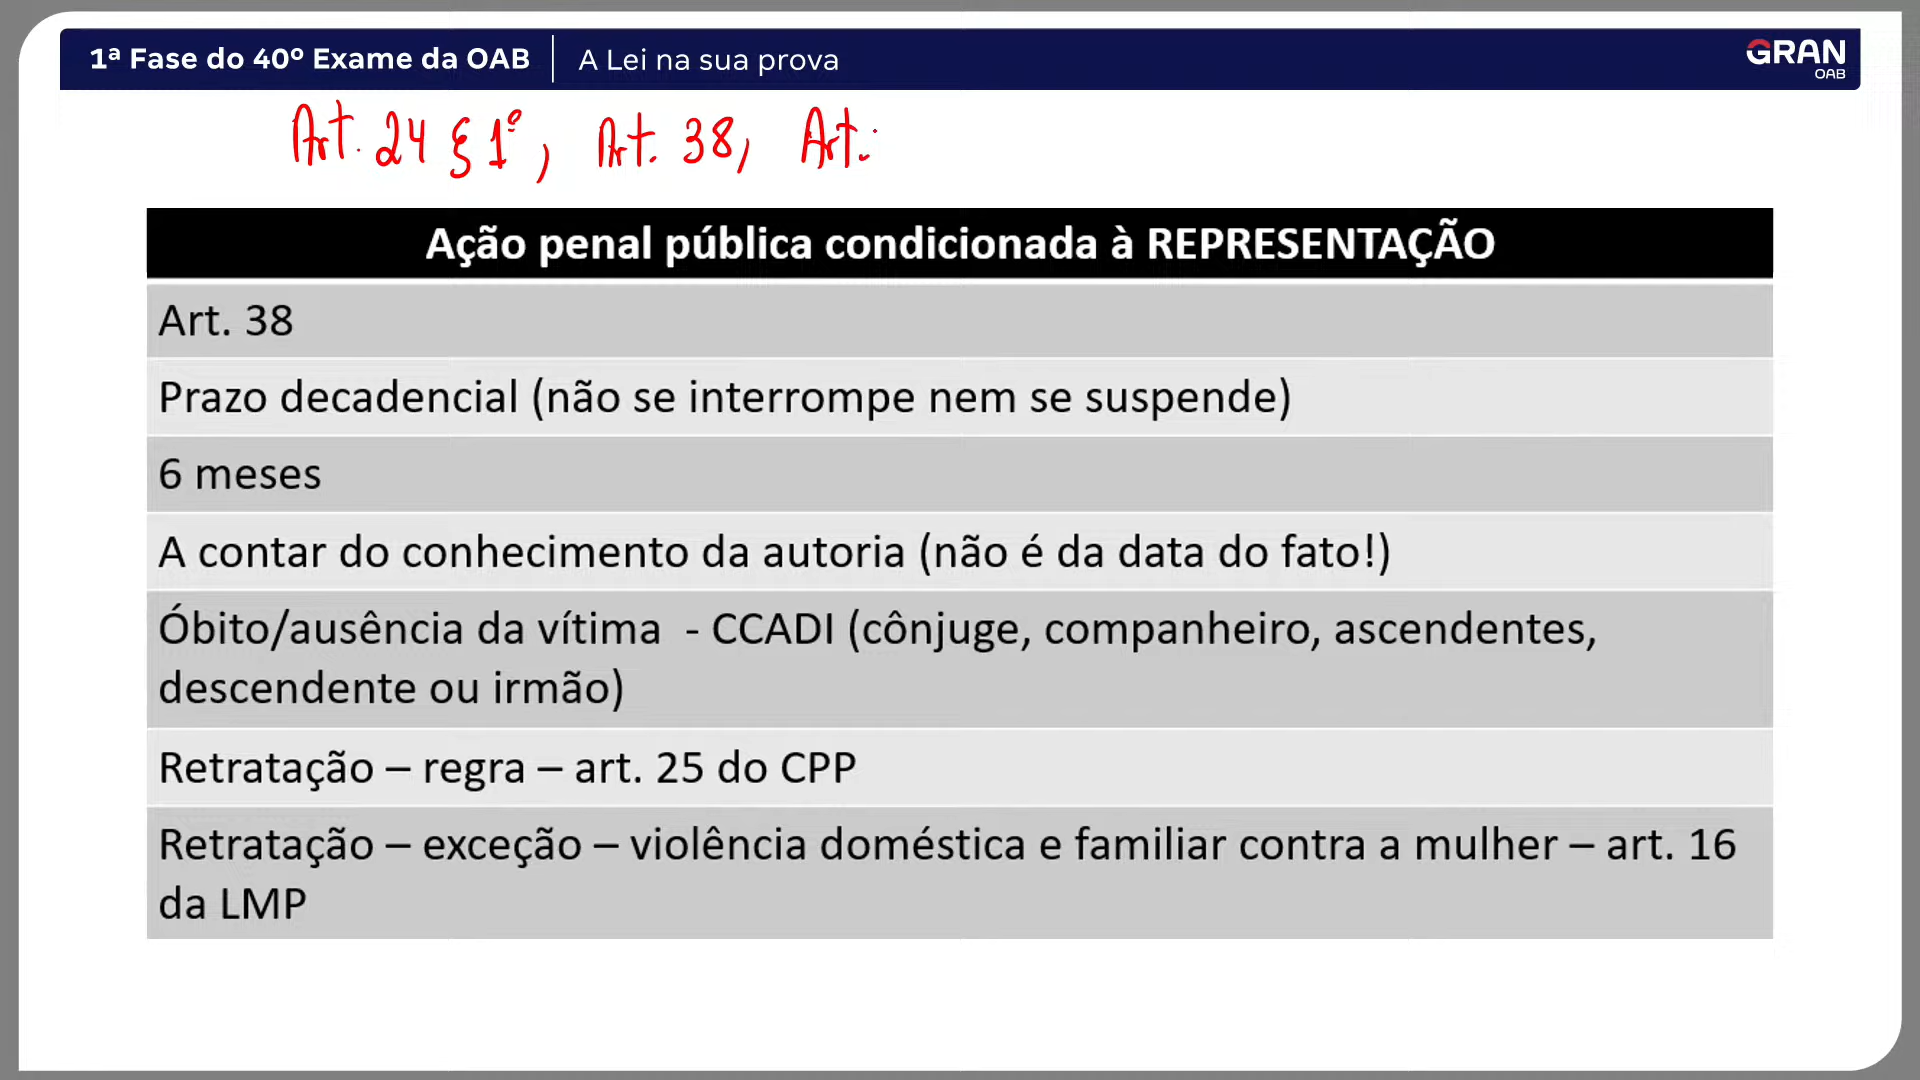 1ª Fase do 40º Exame da OAB | A Lei na sua prova
GRAN
OAB
Art. 24 § 1º, Art. 38, Art.
Ação penal pública condicionada à REPRESENTAÇÃO
Art. 38
Prazo decadencial (não se interrompe nem se suspende)
6 meses
A contar do conhecimento da autoria (não é da data do fato!)
Óbito/ausência da vítima - CCADI (cônjuge, companheiro, ascendentes,
descendente ou irmão)
Retratação – regra – art. 25 do CPP
Retratação – exceção – violência doméstica e familiar contra a mulher – art. 16
da LMP